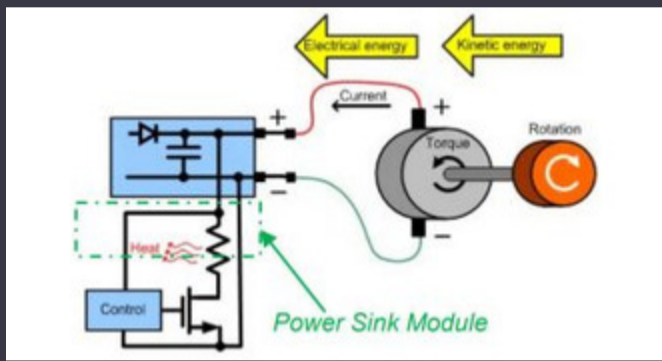 Electrical energy
Kinetic energy
Current
+
+
Rotation
Torque
−
−
Heat
Control
Power Sink Module